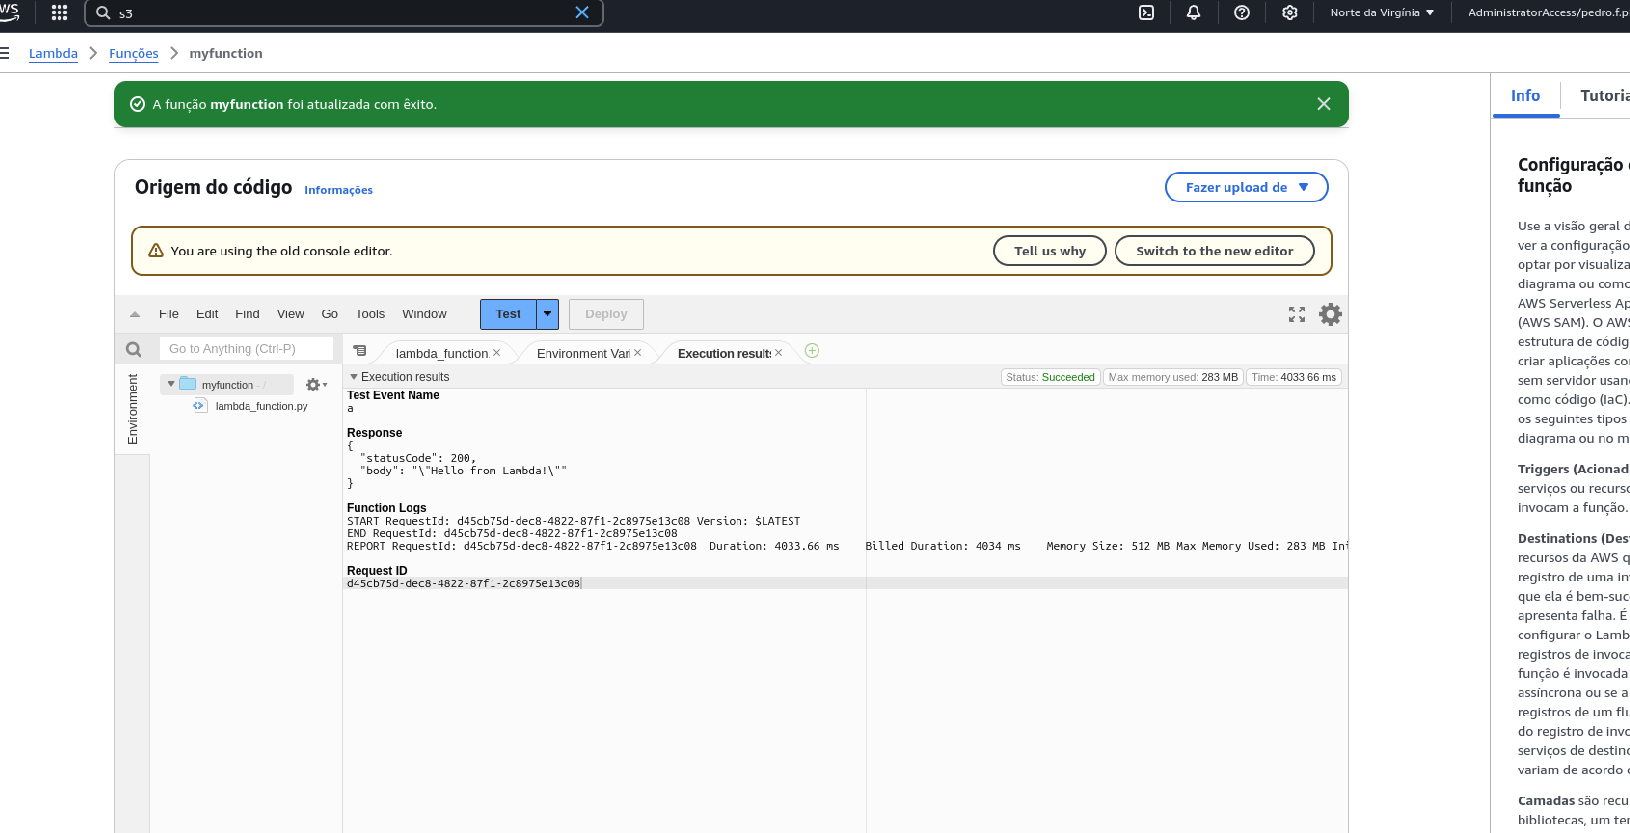 s3
Norte da Virgínia
AdministratorAccess/pedro.f.p
Lambda
Funções
myfunction
A função myfunction foi atualizada com êxito.
Info
Tutoria
Origem do código
Informações
Fazer upload de
You are using the old console editor.
Tell us why
Switch to the new editor
File Edit Find View Go Tools Window
Test
Deploy
Go to Anything (Ctrl-P)
lambda_function.
Environment Vari
Execution results
Environment
myfunction - /
lambda_function.py
Execution results
Status: Succeeded
Max memory used: 283 MB
Time: 4033.66 ms
Test Event Name
a
Response
{
"statusCode": 200,
"body": "\"Hello from Lambda!\""
}
Function Logs
START RequestId: d45cb75d-dec8-4822-87f1-2c8975e13c08 Version: $LATEST
END RequestId: d45cb75d-dec8-4822-87f1-2c8975e13c08
REPORT RequestId: d45cb75d-dec8-4822-87f1-2c8975e13c08 Duration: 4033.66 ms Billed Duration: 4034 ms Memory Size: 512 MB Max Memory Used: 283 MB Ini
Request ID
d45cb75d-dec8-4822-87f1-2c8975e13c08
Configuração
função
Use a visão geral d
ver a configuração
optar por visualiza
diagrama ou como
AWS Serverless Ap
(AWS SAM). O AWS
estrutura de códig
criar aplicações co
sem servidor usan
como código (IaC).
os seguintes tipos
diagrama ou no m
Triggers (Acionad
serviços ou recurso
invocam a função.
Destinations (Des
recursos da AWS q
registro de uma in
que ela é bem-suc
apresenta falha. É
configurar o Lamb
registros de invoca
função é invocada
assíncrona ou se a
registros de um flu
do registro de invo
serviços de destino
variam de acordo
Camadas são recu
bibliotecas, um te